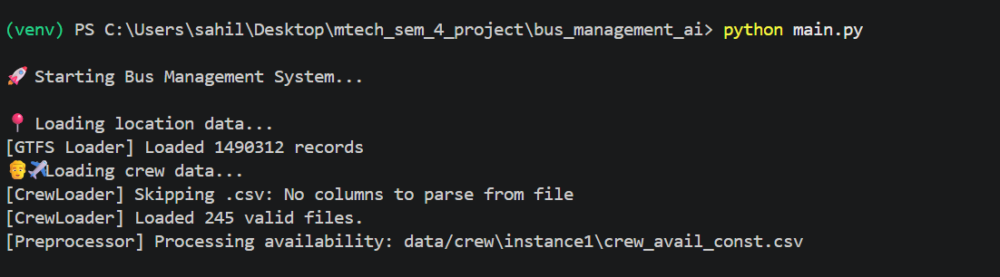 (venv) PS C:\Users\sahil\Desktop\mtech_sem_4_project\bus_management_ai> python main.py
🚀 Starting Bus Management System...
📍 Loading location data...
[GTFS Loader] Loaded 1490312 records
👨‍✈️Loading crew data...
[CrewLoader] Skipping .csv: No columns to parse from file
[CrewLoader] Loaded 245 valid files.
[Preprocessor] Processing availability: data/crew\instance1\crew_avail_const.csv